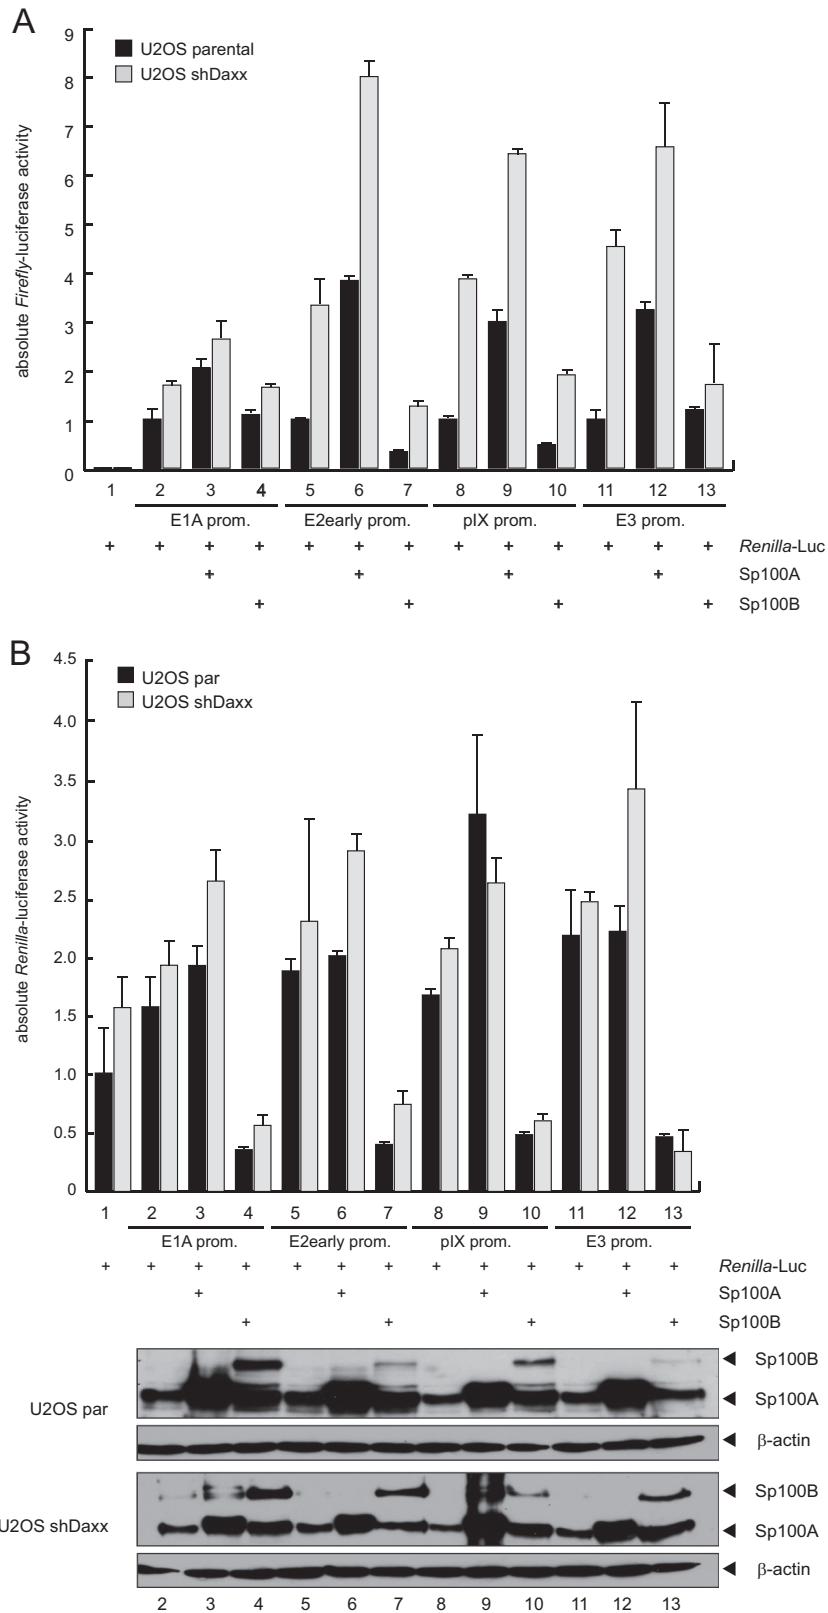 A
9
8
7
6
5
4
3
2
1
0
absolute Firefly-luciferase activity
U2OS parental
U2OS shDaxx
1 2 3 4 5 6 7 8 9 10 11 12 13
E1A prom. E2early prom. pIX prom. E3 prom.
+ + + + + + + + + + + + + Renilla-Luc
+ + + + Sp100A
+ + + + Sp100B
B
4.5
4.0
3.5
3.0
2.5
2.0
1.5
1.0
0.5
0
absolute Renilla-luciferase activity
U2OS par
U2OS shDaxx
1 2 3 4 5 6 7 8 9 10 11 12 13
E1A prom. E2early prom. pIX prom. E3 prom.
+ + + + + + + + + + + + + Renilla-Luc
+ + + + Sp100A
+ + + + Sp100B
U2OS par
Sp100B
Sp100A
β-actin
U2OS shDaxx
Sp100B
Sp100A
β-actin
2 3 4 5 6 7 8 9 10 11 12 13